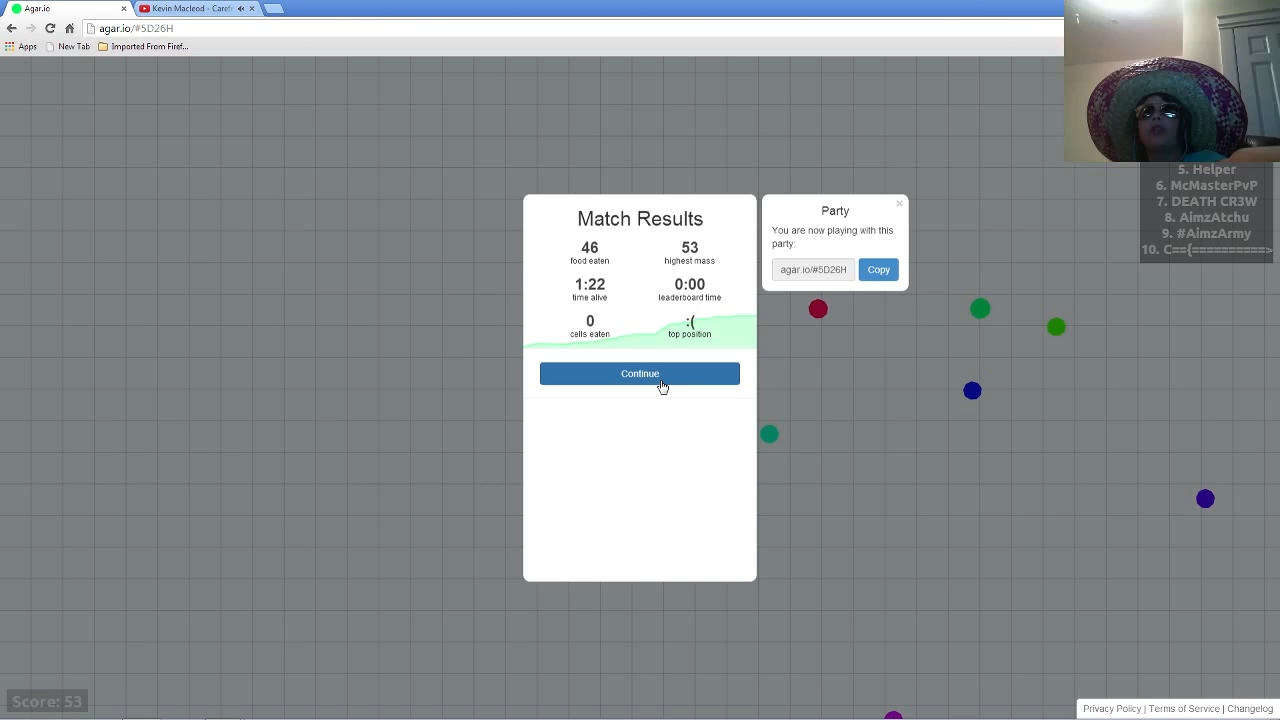 Agar.io
Kevin Macleod - Carefr
agar.io/#5D26H
Apps
New Tab
Imported From Firef...
5. Helper
6. McMasterPvP
7. DEATH CR3W
8. AimzAtchu
9. #AimzArmy
10. C=={==========>
Match Results
46
food eaten
53
highest mass
1:22
time alive
0:00
leaderboard time
0
cells eaten
:(
top position
Continue
Party
You are now playing with this
party:
agar.io/#5D26H
Copy
Score: 53
Privacy Policy | Terms of Service | Changelog